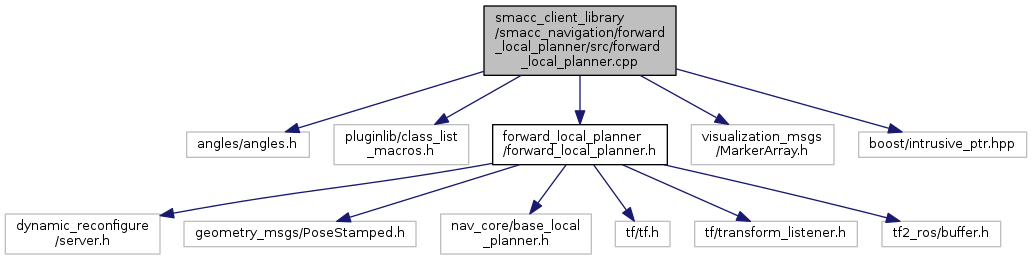 smacc_client_library
/smacc_navigation/forward
_local_planner/src/forward
_local_planner.cpp
angles/angles.h
pluginlib/class_list
_macros.h
forward_local_planner
/forward_local_planner.h
visualization_msgs
/MarkerArray.h
boost/intrusive_ptr.hpp
dynamic_reconfigure
/server.h
geometry_msgs/PoseStamped.h
nav_core/base_local
_planner.h
tf/tf.h
tf/transform_listener.h
tf2_ros/buffer.h